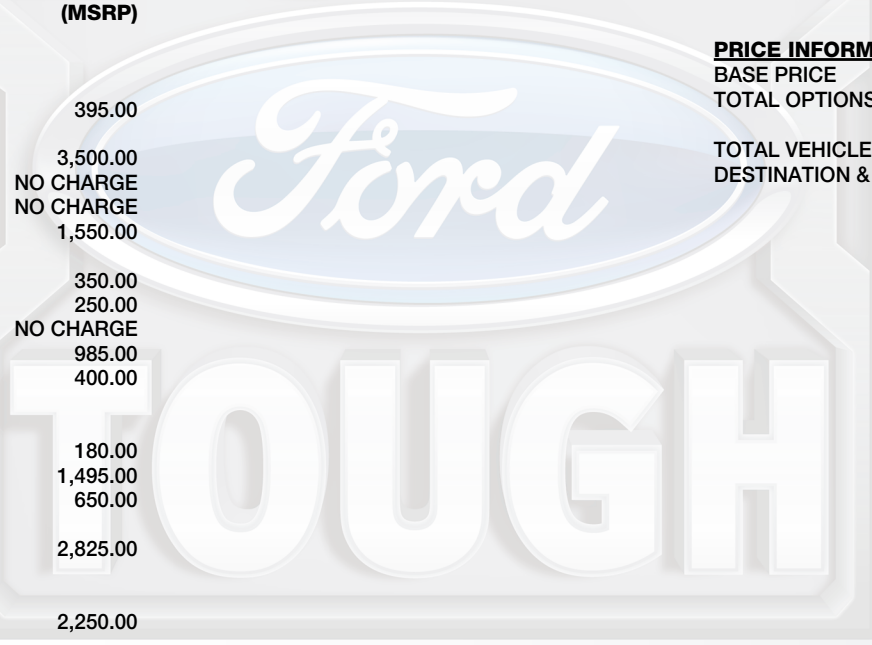 (MSRP)
395.00
3,500.00
NO CHARGE
NO CHARGE
1,550.00
350.00
250.00
NO CHARGE
985.00
400.00
180.00
1,495.00
650.00
2,825.00
2,250.00
PRICE INFORM
BASE PRICE
TOTAL OPTIONS
TOTAL VEHICLE
DESTINATION &
Ford
TOUGH